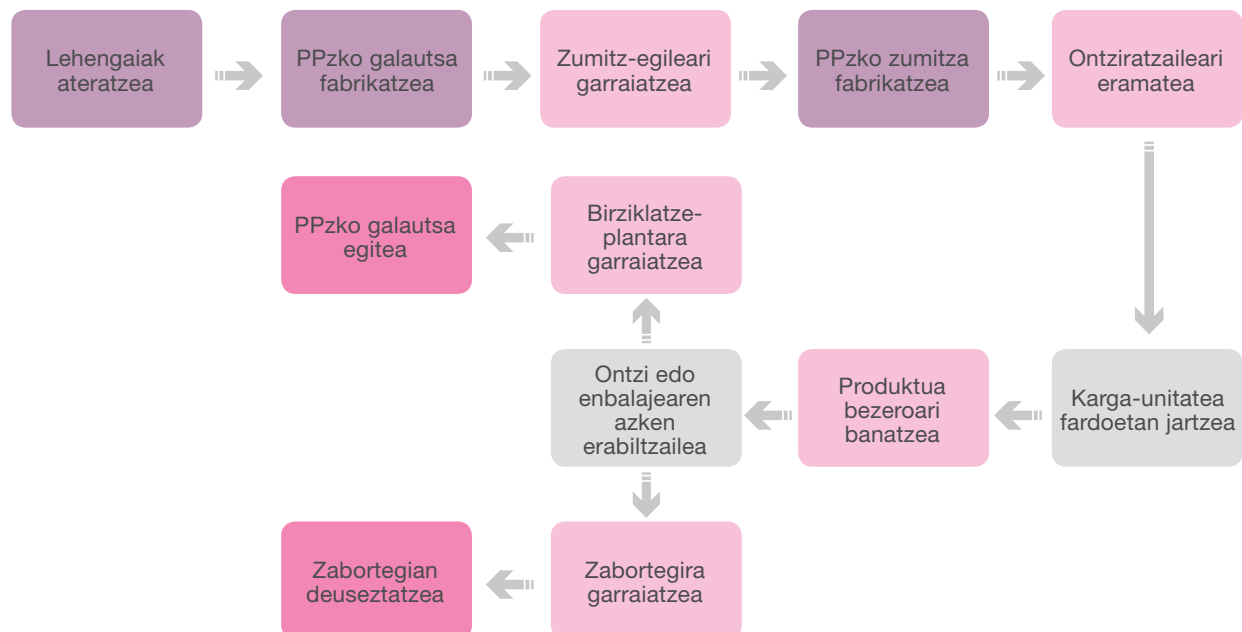 Lehengaiak
ateratzea
PPzko galautsa
fabrikatzea
Zumitz-egileari
garraiatzea
PPzko zumitza
fabrikatzea
Ontziratzaileari
eramatea
PPzko galautsa
egitea
Birziklatze-
plantara
garraiatzea
Ontzi edo
enbalajearen
azken
erabiltzailea
Produktua
bezeroari
banatzea
Karga-unitatea
fardoetan jartzea
Zabortegian
deuseztatzea
Zabortegira
garraiatzea